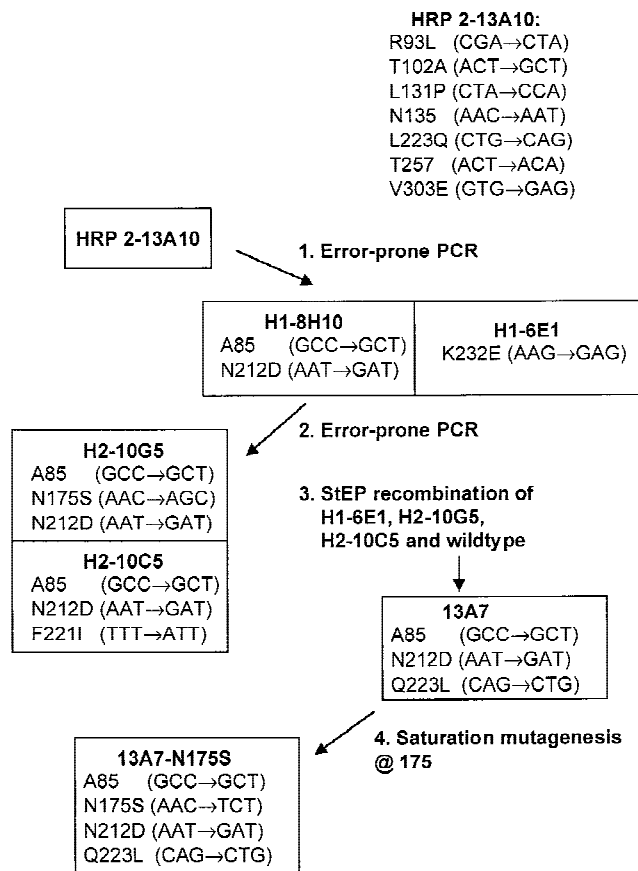 HRP 2-13A10:
R93L (CGA→CTA)
T102A (ACT→GCT)
L131P (CTA→CCA)
N135 (AAC→AAT)
L223Q (CTG→CAG)
T257 (ACT→ACA)
V303E (GTG→GAG)
HRP 2-13A10
1. Error-prone PCR
H1-8H10
A85 (GCC→GCT)
N212D (AAT→GAT)
H1-6E1
K232E (AAG→GAG)
2. Error-prone PCR
H2-10G5
A85 (GCC→GCT)
N175S (AAC→AGC)
N212D (AAT→GAT)
H2-10C5
A85 (GCC→GCT)
N212D (AAT→GAT)
F221I (TTT→ATT)
3. StEP recombination of
H1-6E1, H2-10G5,
H2-10C5 and wildtype
13A7
A85 (GCC→GCT)
N212D (AAT→GAT)
Q223L (CAG→CTG)
4. Saturation mutagenesis
@ 175
13A7-N175S
A85 (GCC→GCT)
N175S (AAC→TCT)
N212D (AAT→GAT)
Q223L (CAG→CTG)